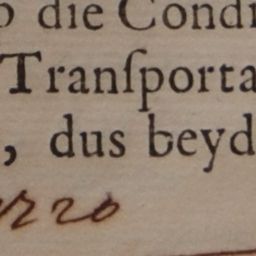 die Condi
Tranſporta
, dus beyd